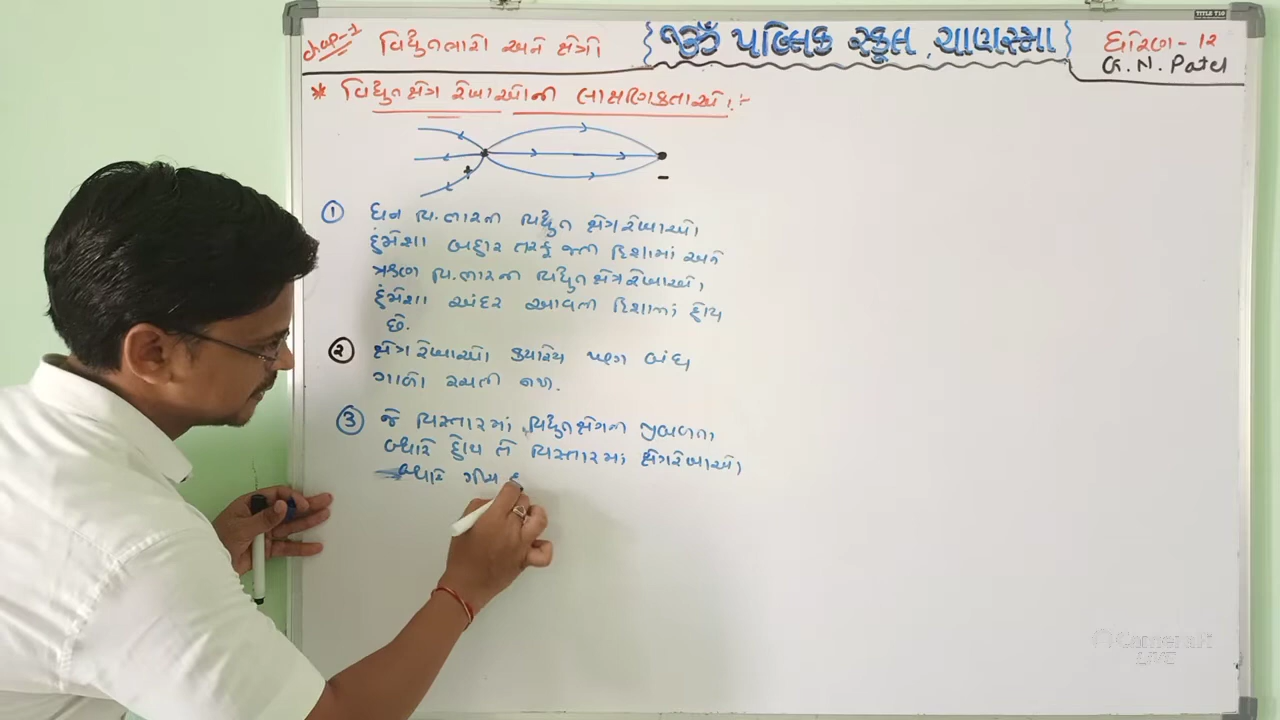 chap-1 વિદ્યુતભારો અને ક્ષેત્રો {જીઓ પબ્લિક સ્કુલ, ચાણસ્મા} ધોરણ - 12
G. N. Patel
* વિદ્યુતક્ષેત્ર રેખાઓની લાક્ષણિકતાઓ :-
+ -
① ધન વિ.ભારની વિદ્યુત ક્ષેત્રરેખાઓ
હંમેશા બહાર તરફ જતી દિશામાં અને
ઋણ વિ.ભારની વિદ્યુતક્ષેત્રરેખાઓ
હંમેશા અંદર આવતી દિશામાં હોય
છે.
② ક્ષેત્રરેખાઓ ક્યારેય પણ બંધ
ગાળો રચતી નથી.
③ જે વિસ્તારમાં વિદ્યુતક્ષેત્રની પ્રબળતા
વધારે હોય તે વિસ્તારમાં ક્ષેત્રરેખાઓ
વધારે ગીચ